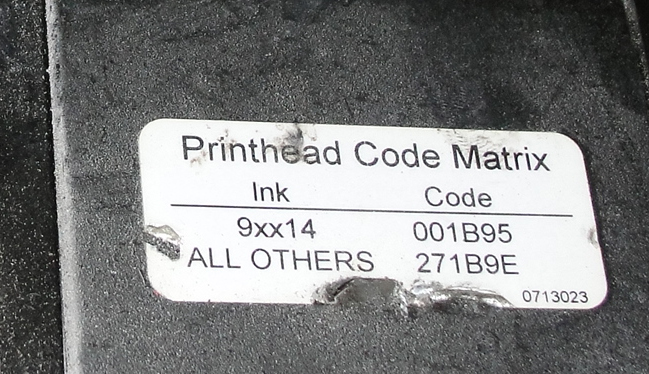 Printhead Code Matrix
Ink Code
9xx14 001B95
ALL OTHERS 271B9E
0713023